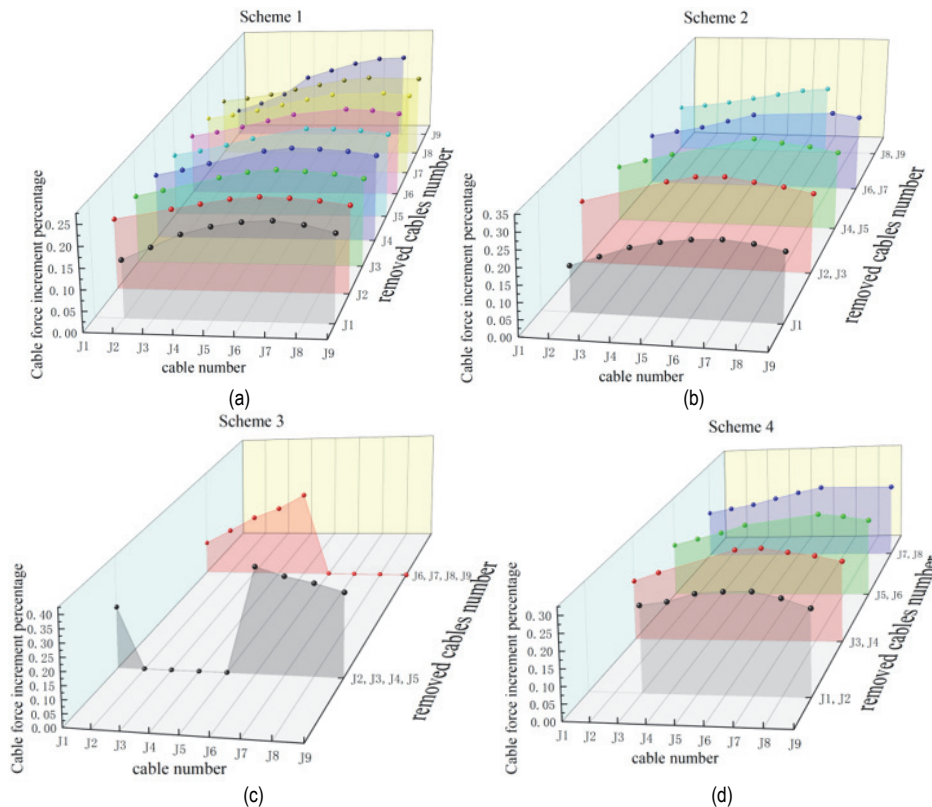 Scheme 1
Cable force increment percentage
0.25
0.20
0.15
0.10
0.05
0.00
J1
J2
J3
J4
J5
J6
J7
J8
J9
cable number
J1
J2
J3
J4
J5
J6
J7
J8
J9
removed cables number
(a)
Scheme 2
Cable force increment percentage
0.35
0.30
0.25
0.20
0.15
0.10
0.05
0.00
J1
J2
J3
J4
J5
J6
J7
J8
J9
cable number
J1
J2, J3
J4, J5
J6, J7
J8, J9
removed cables number
(b)
Scheme 3
Cable force increment percentage
0.40
0.35
0.30
0.25
0.20
0.15
0.10
0.05
0.00
J1
J2
J3
J4
J5
J6
J7
J8
J9
cable number
J2, J3, J4, J5
J6, J7, J8, J9
removed cables number
(c)
Scheme 4
Cable force increment percentage
0.30
0.25
0.20
0.15
0.10
0.05
0.00
J1
J2
J3
J4
J5
J6
J7
J8
J9
cable number
J1, J2
J3, J4
J5, J6
J7, J8
removed cables number
(d)